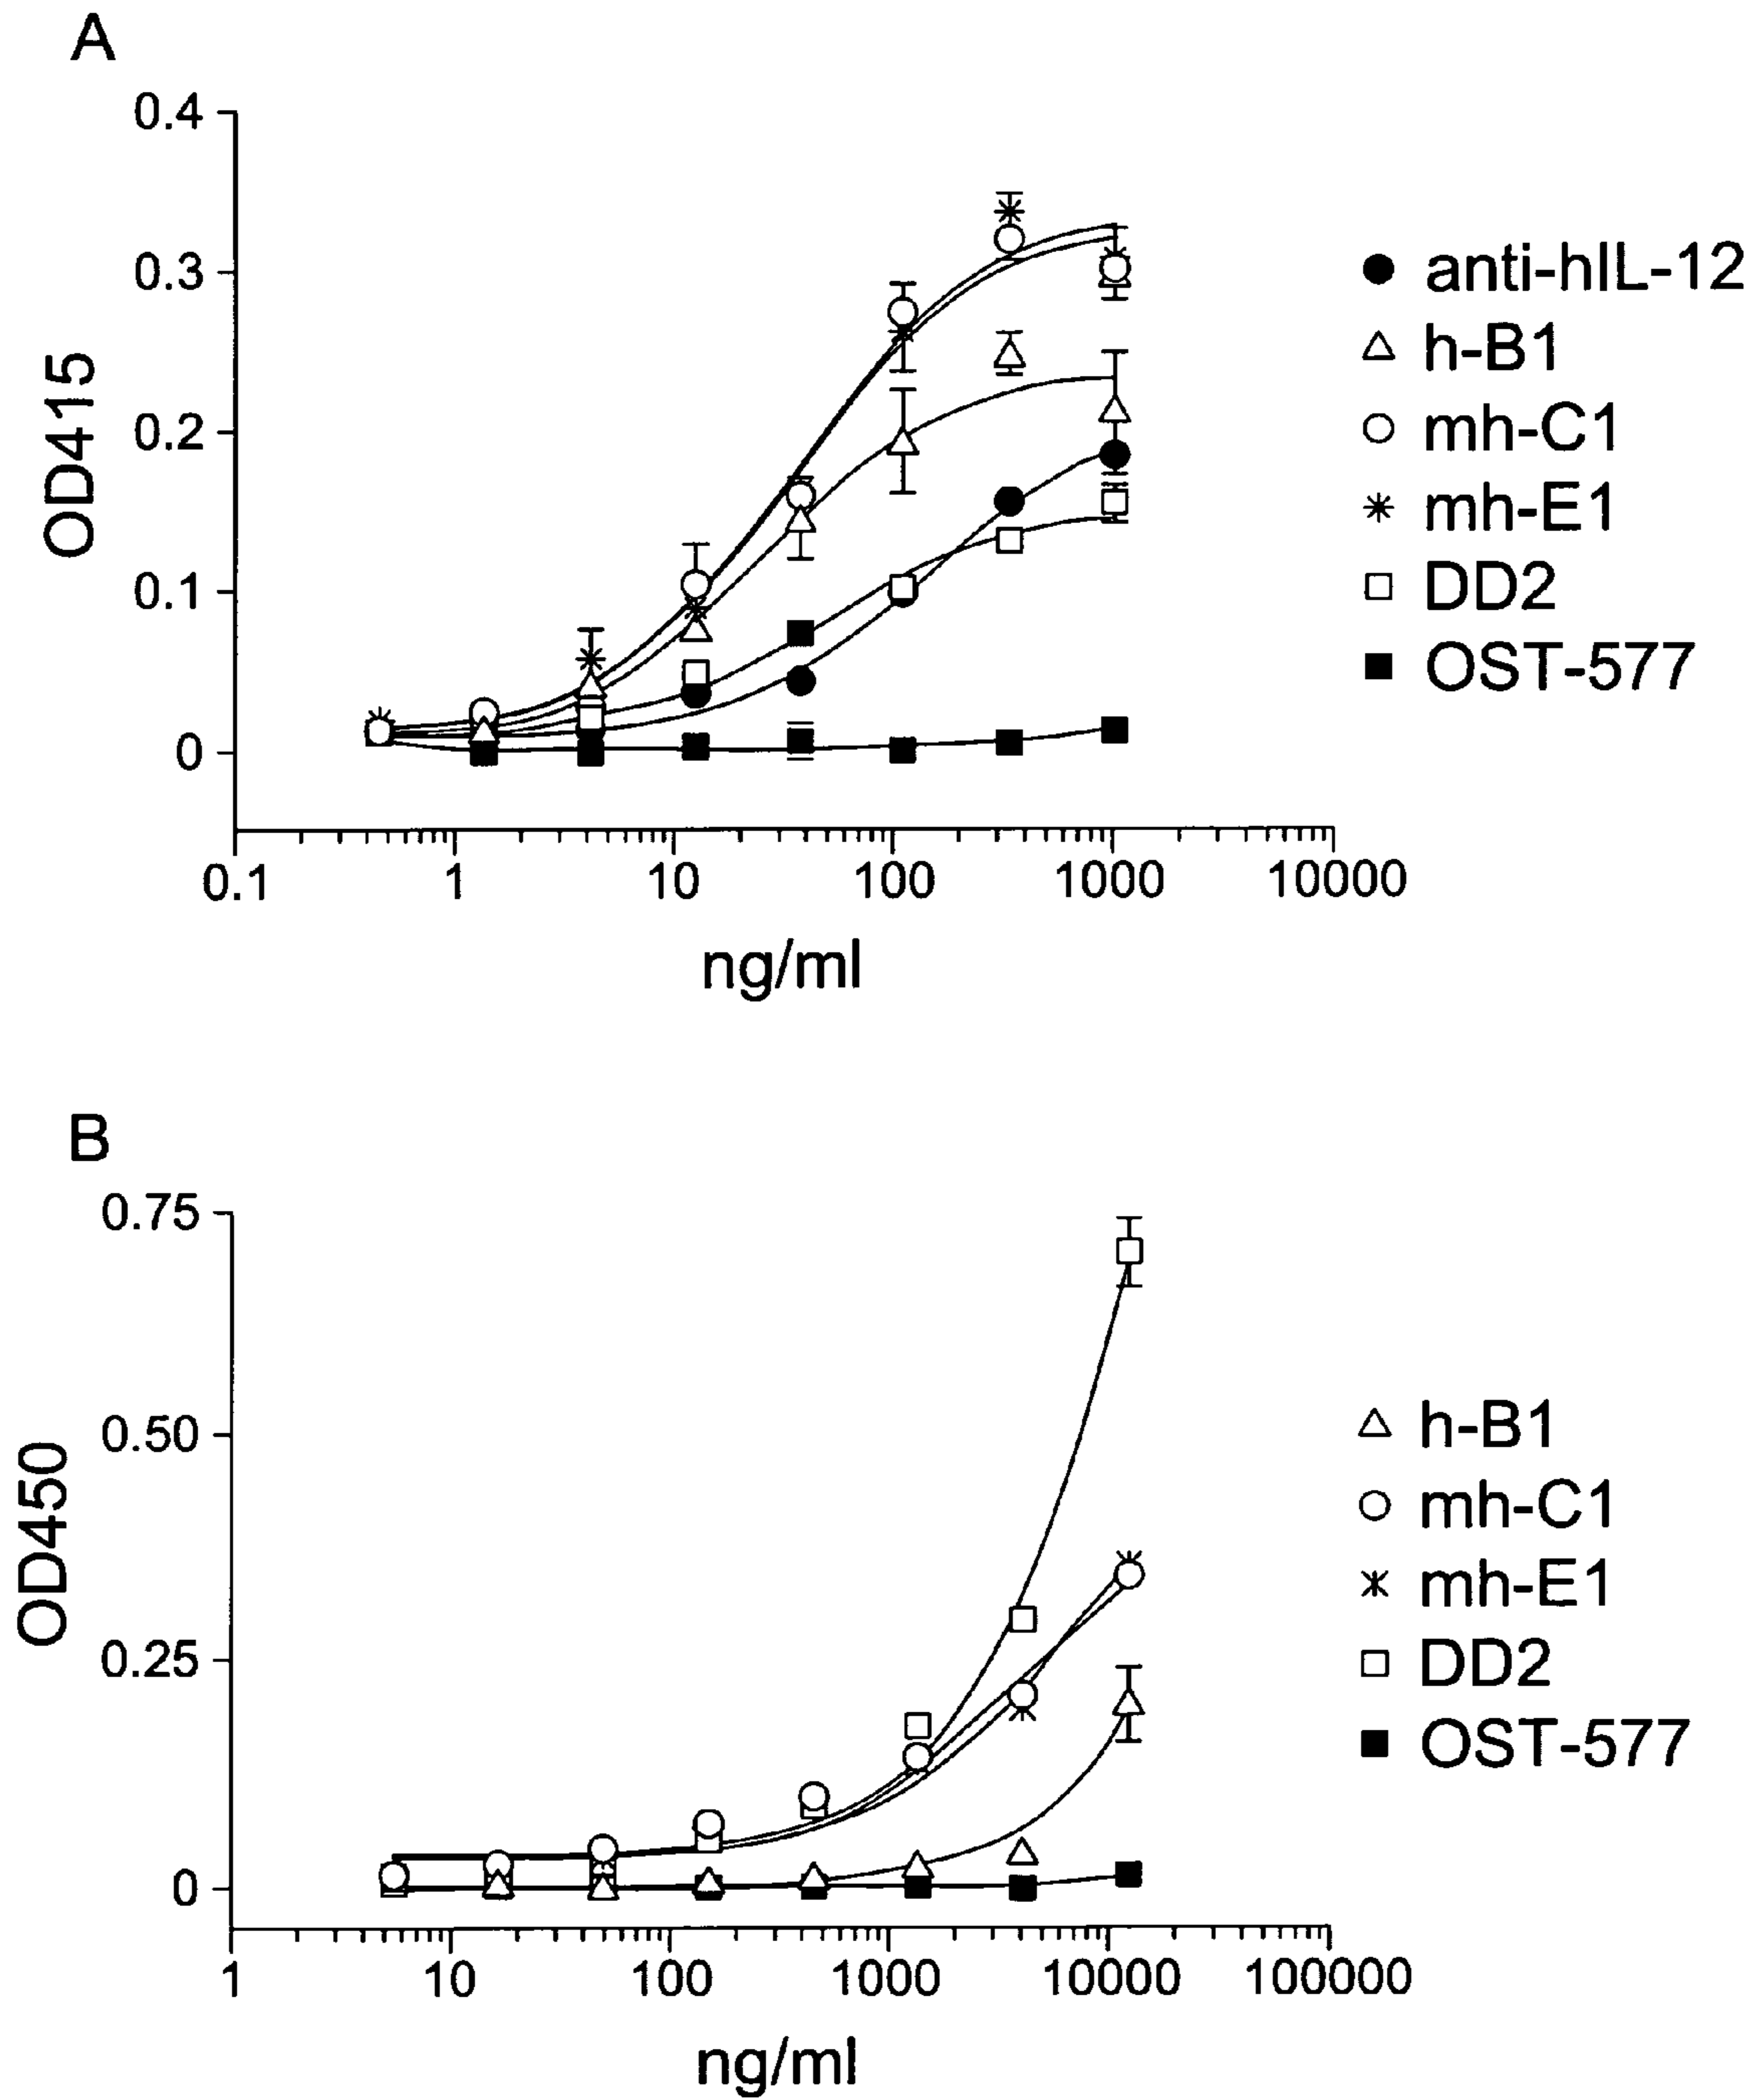 A
0.4
0.3
0.2
0.1
0
OD415
0.1 1 10 100 1000 10000
ng/ml
anti-hIL-12
h-B1
mh-C1
mh-E1
DD2
OST-577
B
0.75
0.50
0.25
0
OD450
1 10 100 1000 10000 100000
ng/ml
h-B1
mh-C1
mh-E1
DD2
OST-577